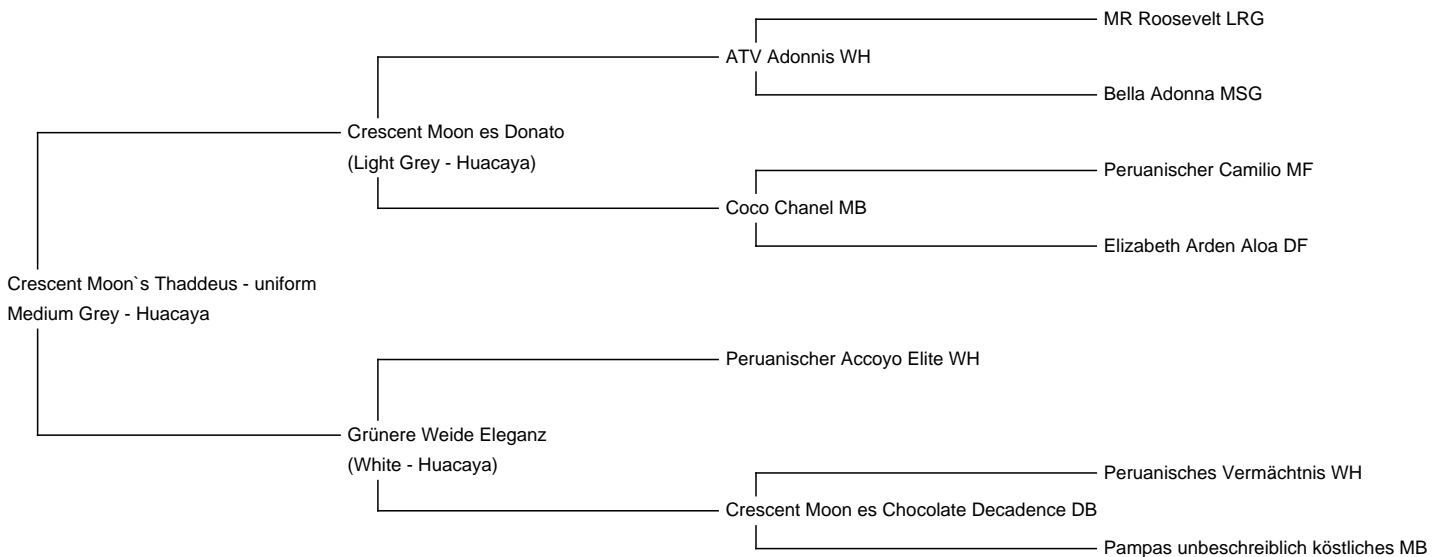 MR Roosevelt LRG
ATV Adonnis WH
Bella Adonna MSG
Crescent Moon es Donato
(Light Grey - Huacaya)
Peruanischer Camilio MF
Coco Chanel MB
Elizabeth Arden Aloa DF
Crescent Moon`s Thaddeus - uniform
Medium Grey - Huacaya
Peruanischer Accoyo Elite WH
Grünere Weide Eleganz
(White - Huacaya)
Peruanisches Vermächtnis WH
Crescent Moon es Chocolate Decadence DB
Pampas unbeschreiblich köstliches MB